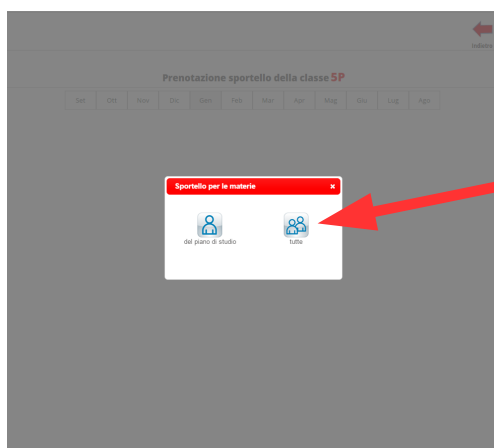 Indietro
Prenotazione sportello della classe 5P
Set Ott Nov Dic Gen Feb Mar Apr Mag Giu Lug Ago
Sportello per le materie ×
del piano di studio tutte